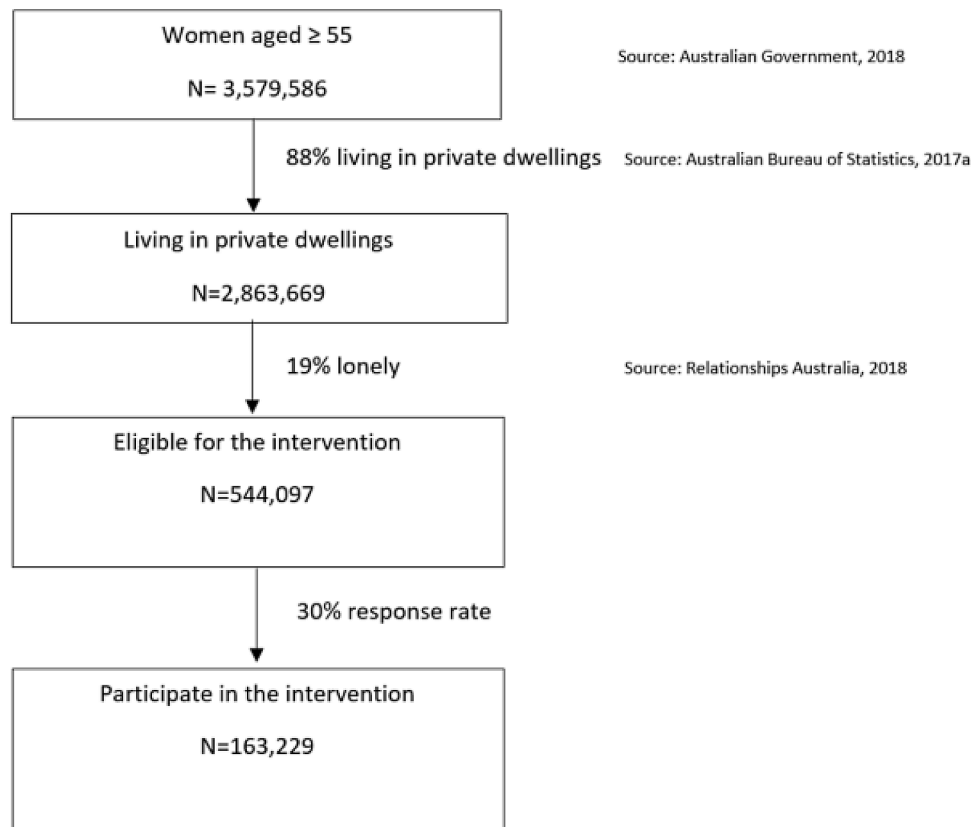 Women aged ≥ 55
Source: Australian Government, 2018
N= 3,579,586
88% living in private dwellings
Source: Australian Bureau of Statistics, 2017a
Living in private dwellings
N=2,863,669
19% lonely
Source: Relationships Australia, 2018
Eligible for the intervention
N=544,097
30% response rate
Participate in the intervention
N=163,229